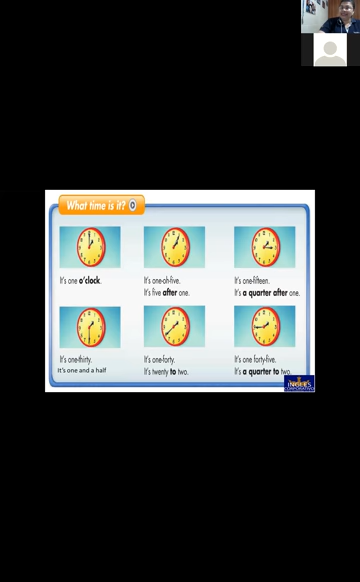 What time is it?
It's one o'clock.
It's one-oh-five.
It's five after one.
It's one-fifteen.
It's a quarter after one.
It's one-thirty.
It's one and a half
It's one-forty.
It's twenty to two.
It's one forty-five.
It's a quarter to two.
INGLÉS
CORPORATIVO